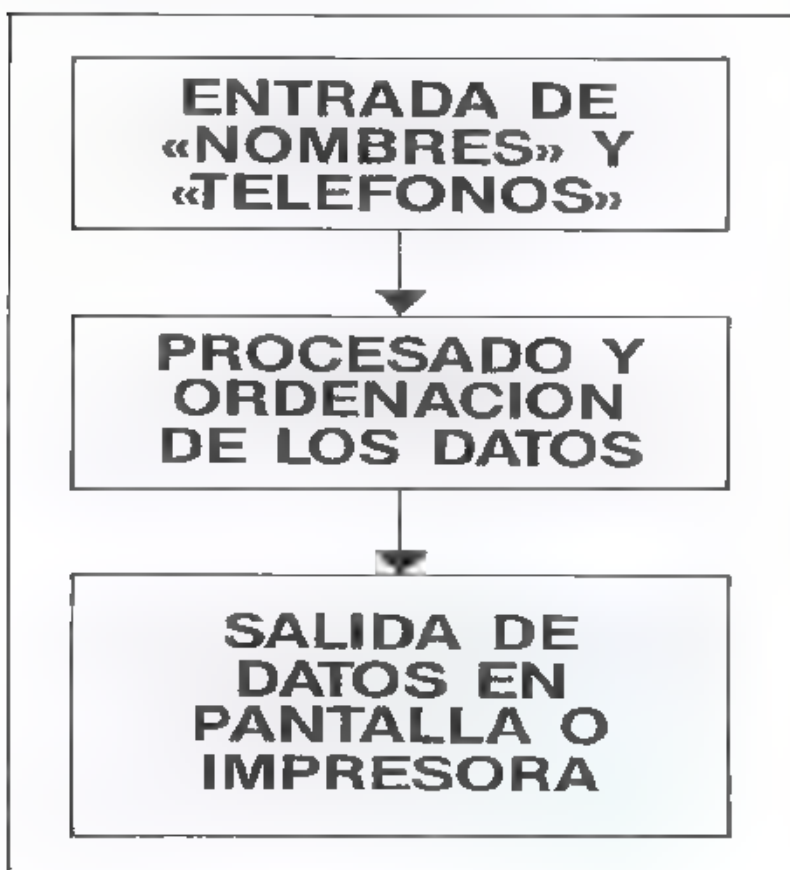 ENTRADA DE
«NOMBRES» Y
«TELEFONOS»
PROCESADO Y
ORDENACION
DE LOS DATOS
SALIDA DE
DATOS EN
PANTALLA O
IMPRESORA